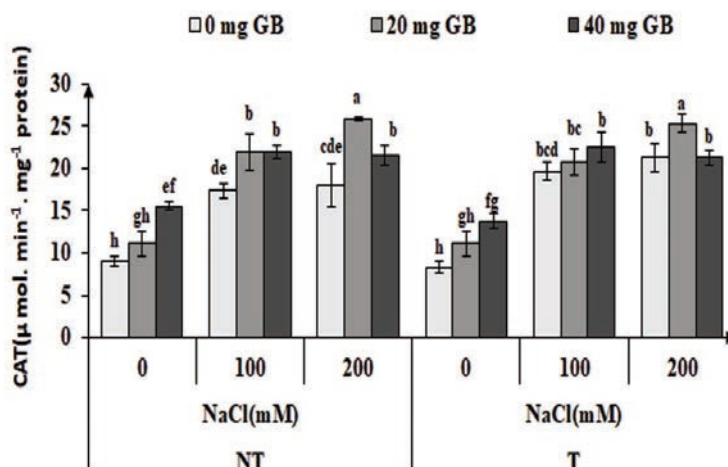 0 mg GB 20 mg GB 40 mg GB
CAT(μ mol. min⁻¹. mg⁻¹ protein)
30
25
20
15
10
5
0
h gh ef de b b cde a b h gh fg bcd bc b b a b
0 100 200 0 100 200
NaCl(mM) NaCl(mM)
NT T